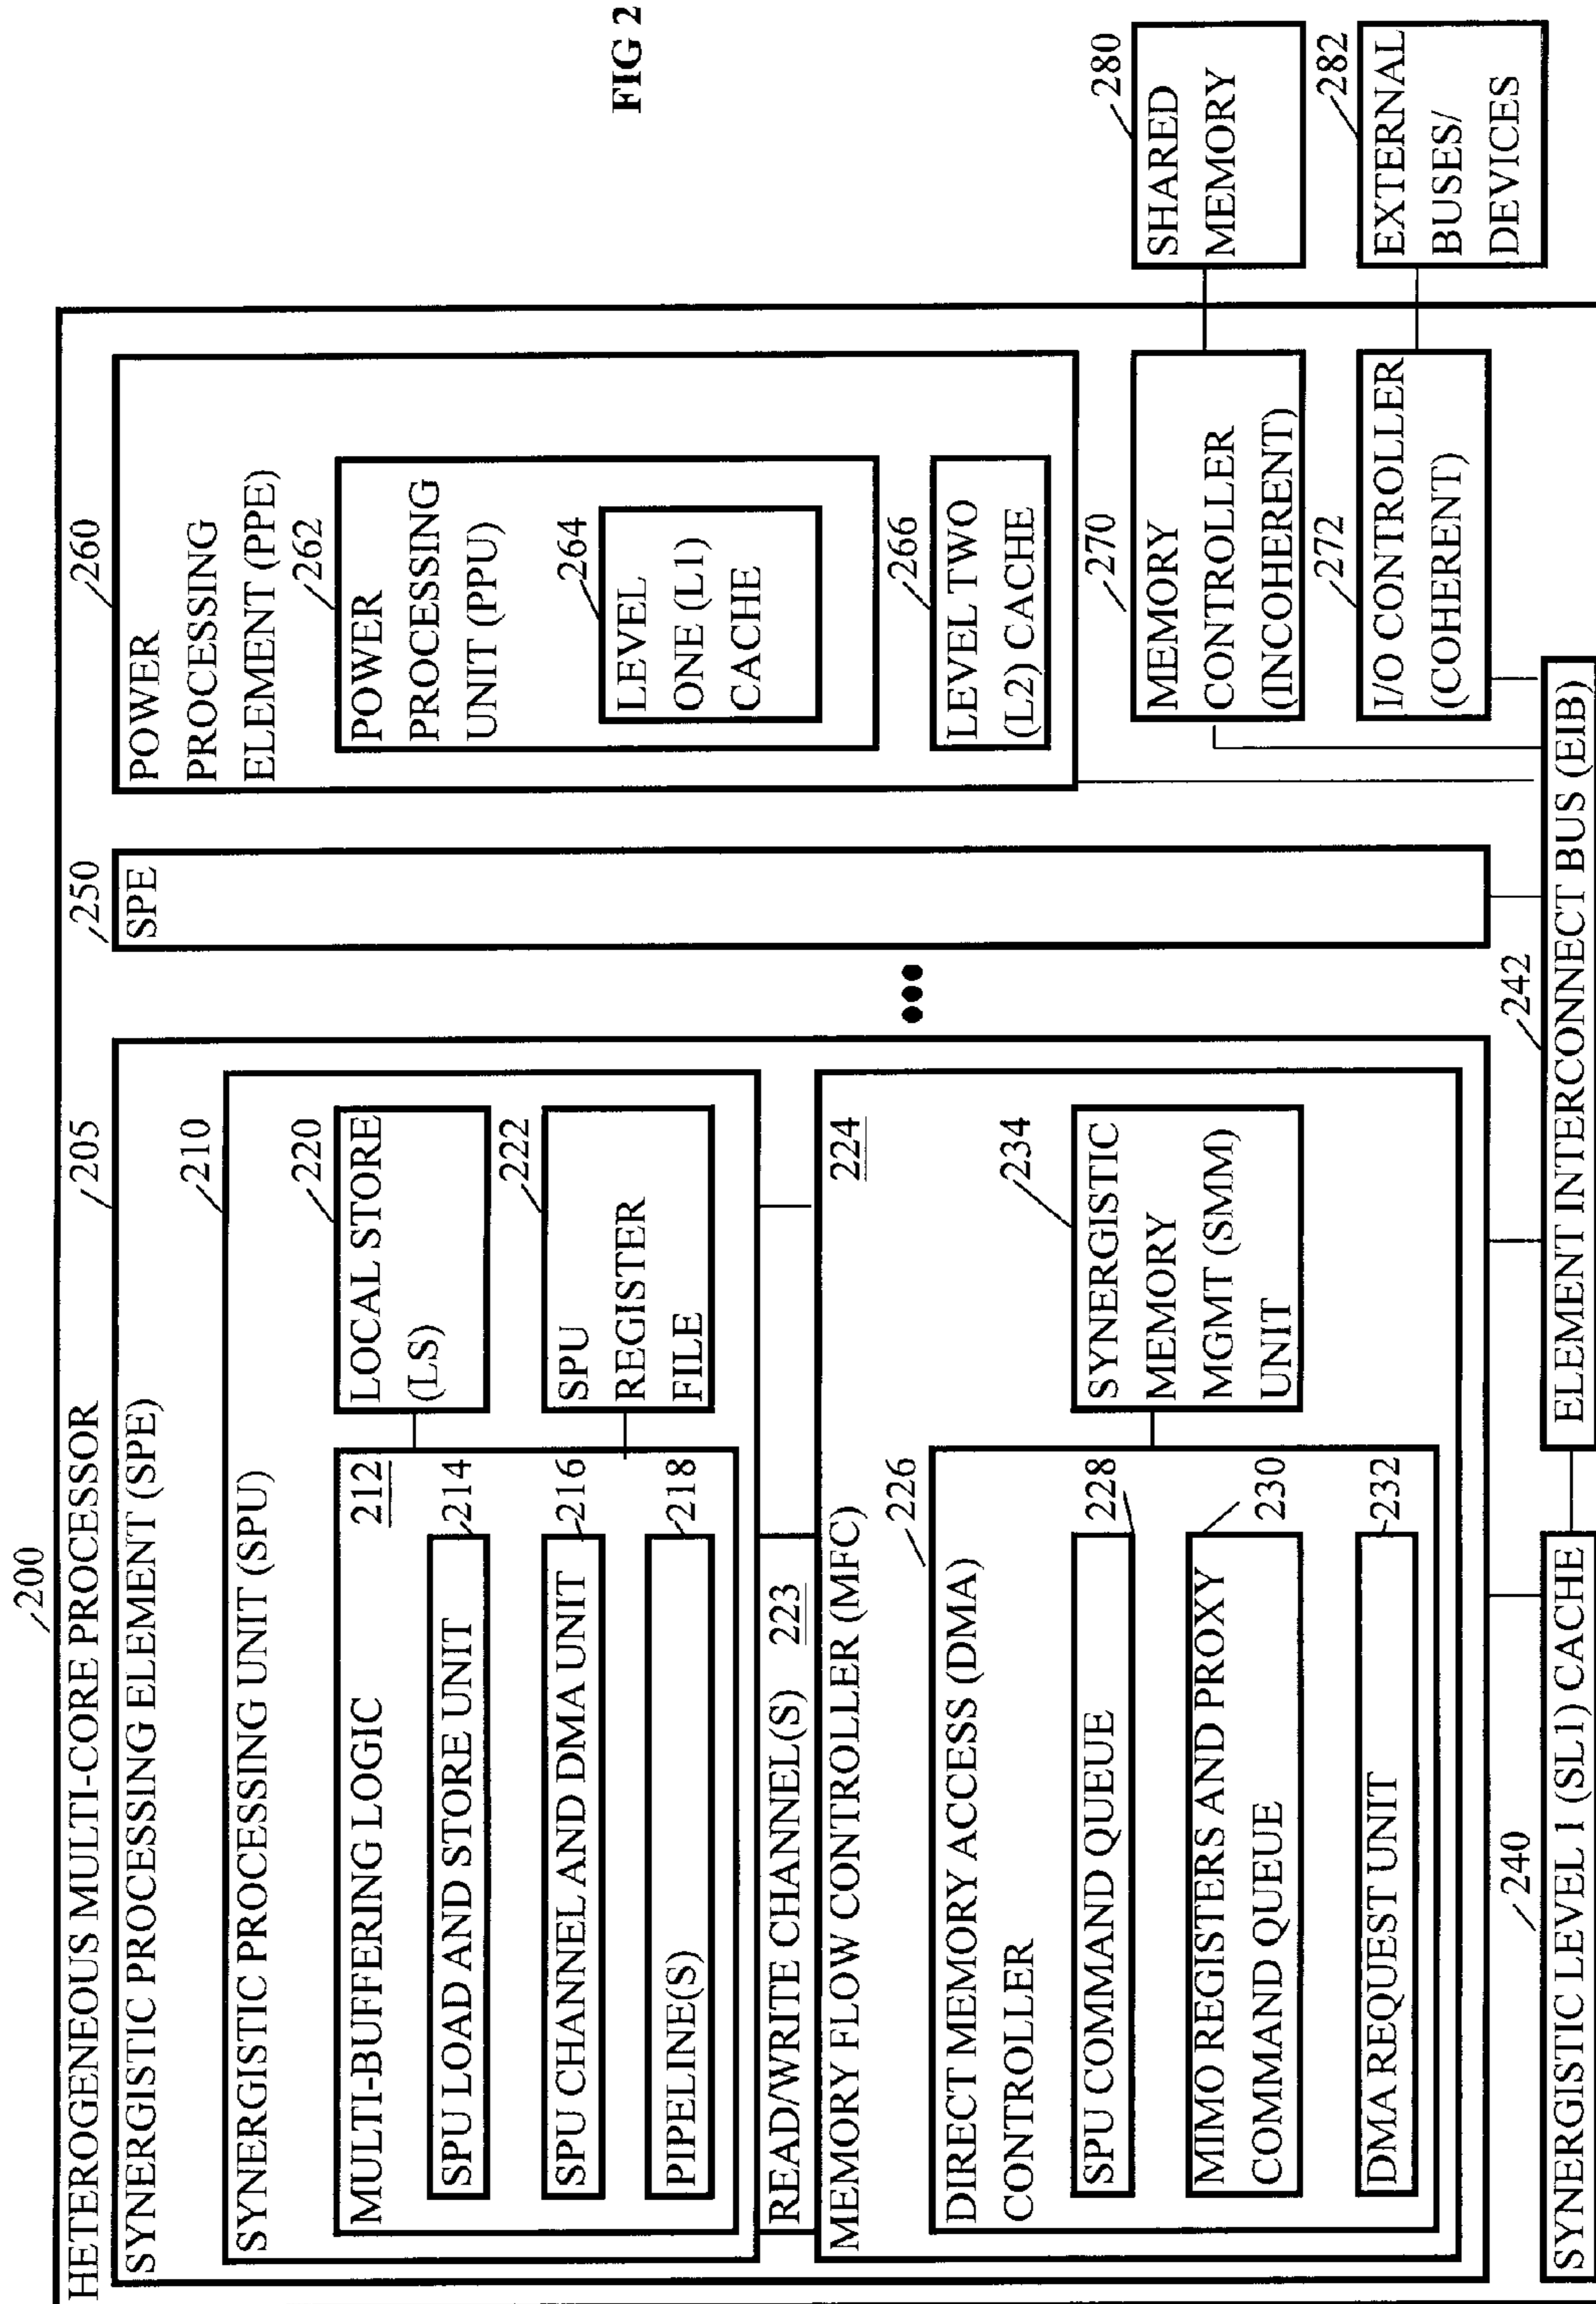 200
HETEROGENEOUS MULTI-CORE PROCESSOR
205
SYNERGISTIC PROCESSING ELEMENT (SPE)
210
SYNERGISTIC PROCESSING UNIT (SPU)
MULTI-BUFFERING LOGIC
212
SPU LOAD AND STORE UNIT
214
SPU CHANNEL AND DMA UNIT
216
PIPELINE(S)
218
220
LOCAL STORE
(LS)
222
SPU
REGISTER
FILE
READ/WRITE CHANNEL(S)
223
MEMORY FLOW CONTROLLER (MFC)
224
DIRECT MEMORY ACCESS (DMA)
CONTROLLER
226
SPU COMMAND QUEUE
228
MIMO REGISTERS AND PROXY
COMMAND QUEUE
230
DMA REQUEST UNIT
232
234
SYNERGISTIC
MEMORY
MGMT (SMM)
UNIT
240
SYNERGISTIC LEVEL 1 (SL1) CACHE
242
ELEMENT INTERCONNECT BUS (EIB)
250
SPE
260
POWER
PROCESSING
ELEMENT (PPE)
262
POWER
PROCESSING
UNIT (PPU)
264
LEVEL
ONE (L1)
CACHE
266
LEVEL TWO
(L2) CACHE
270
MEMORY
CONTROLLER
(INCOHERENT)
272
I/O CONTROLLER
(COHERENT)
280
SHARED
MEMORY
282
EXTERNAL
BUSES/
DEVICES
FIG 2